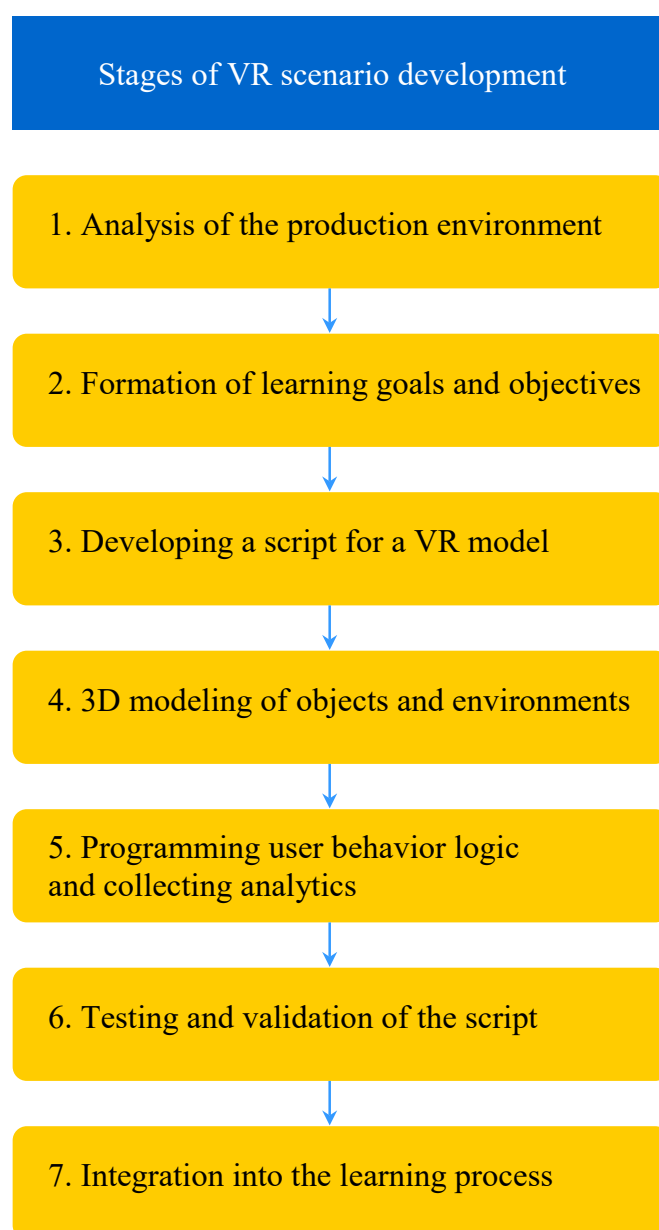 Stages of VR scenario development
1. Analysis of the production environment
2. Formation of learning goals and objectives
3. Developing a script for a VR model
4. 3D modeling of objects and environments
5. Programming user behavior logic
and collecting analytics
6. Testing and validation of the script
7. Integration into the learning process